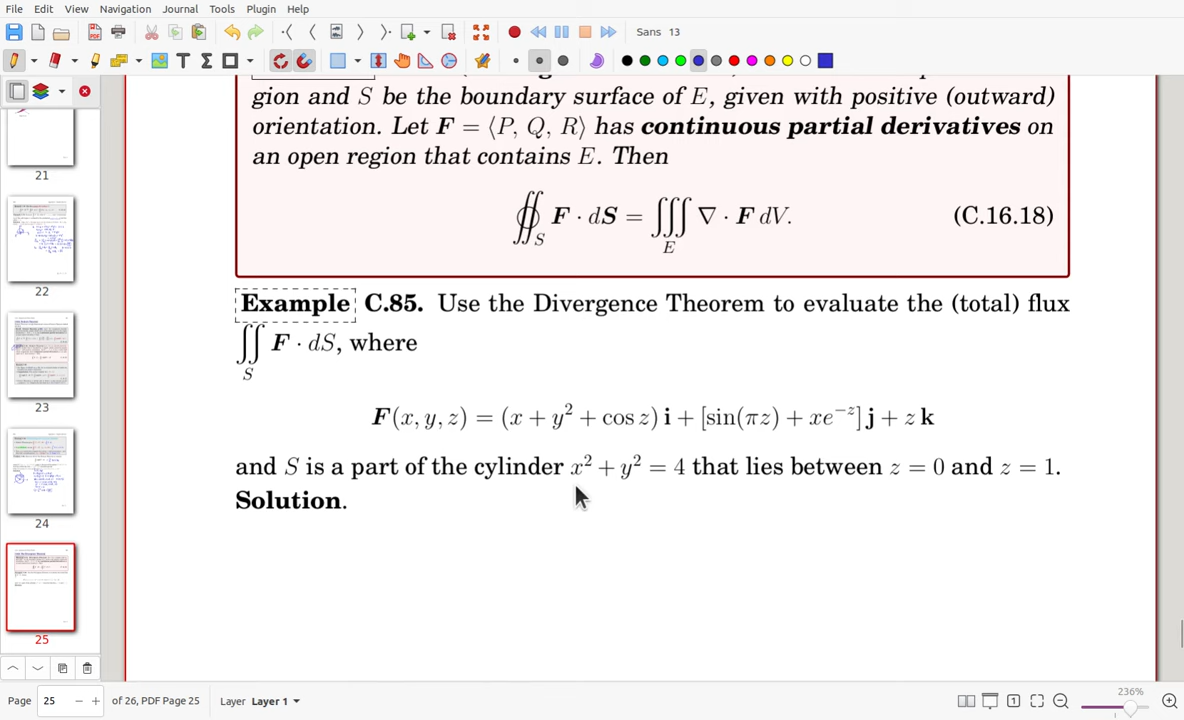 File Edit View Navigation Journal Tools Plugin Help
Sans 13
gion and S be the boundary surface of E, given with positive (outward)
orientation. Let F = ⟨P, Q, R⟩ has continuous partial derivatives on
an open region that contains E. Then
∯_S F · dS = ∭_E ∇ · F dV. (C.16.18)
Example C.85. Use the Divergence Theorem to evaluate the (total) flux
∬_S F · dS, where
F(x, y, z) = (x + y² + cos z) i + [sin(πz) + xe^{−z}] j + z k
and S is a part of the cylinder x² + y² = 4 that lies between z = 0 and z = 1.
Solution.
21
22
23
24
25
Page 25 of 26, PDF Page 25 Layer Layer 1
236%